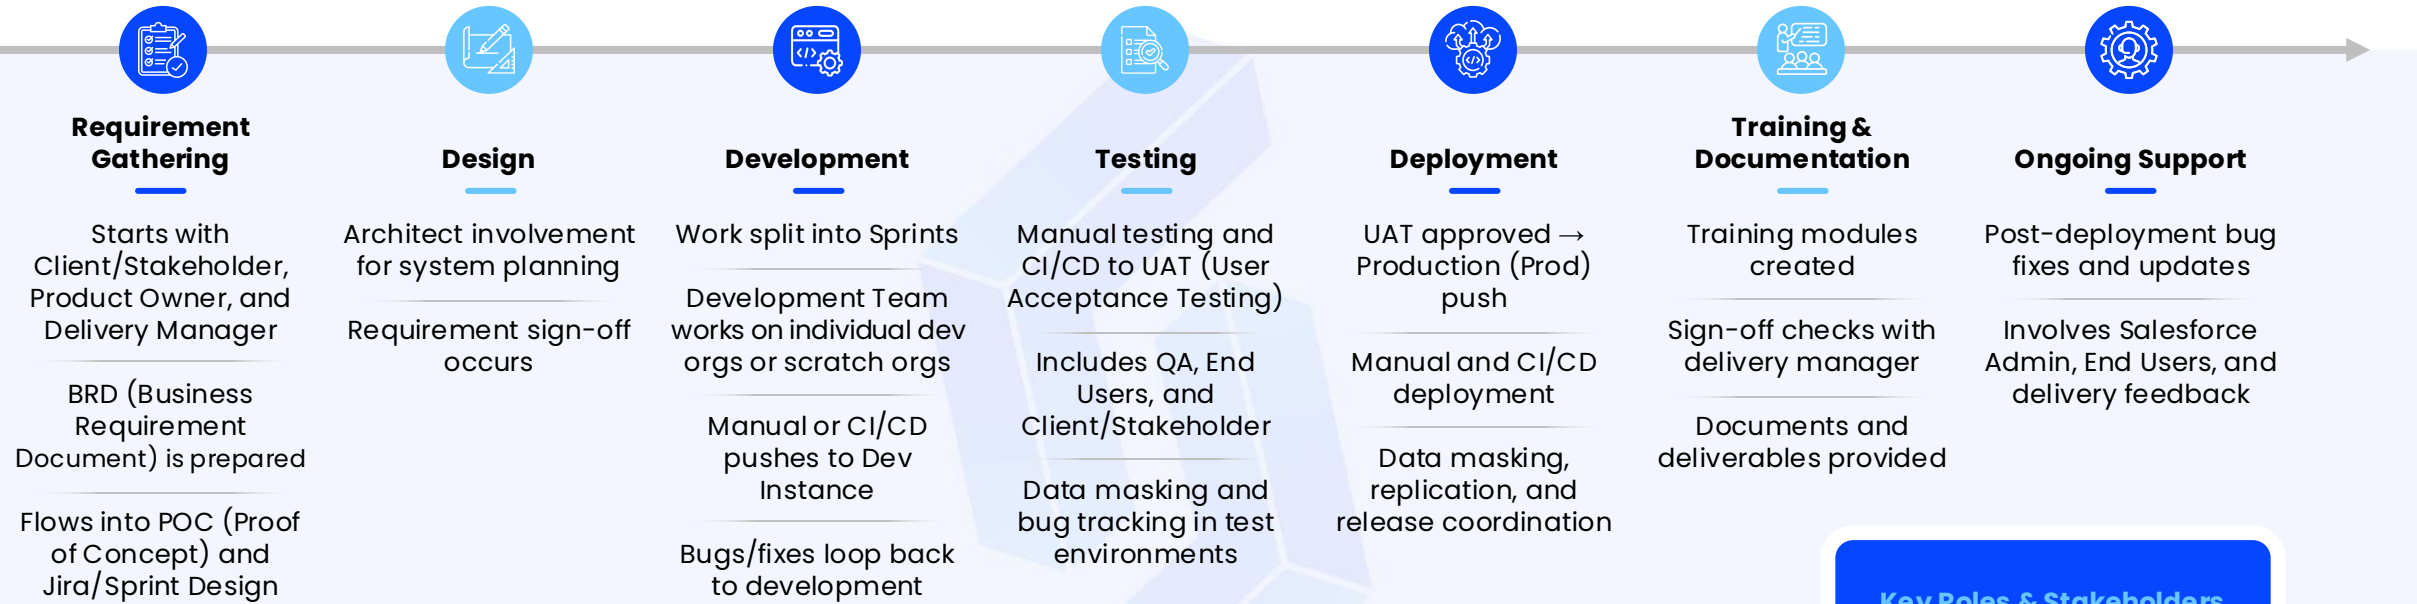 Requirement
Gathering
Starts with
Client/Stakeholder,
Product Owner, and
Delivery Manager
BRD (Business
Requirement
Document) is prepared
Flows into POC (Proof
of Concept) and
Jira/Sprint Design
Design
Architect involvement
for system planning
Requirement sign-off
occurs
Development
Work split into Sprints
Development Team
works on individual dev
orgs or scratch orgs
Manual or CI/CD
pushes to Dev
Instance
Bugs/fixes loop back
to development
Testing
Manual testing and
CI/CD to UAT (User
Acceptance Testing)
Includes QA, End
Users, and
Client/Stakeholder
Data masking and
bug tracking in test
environments
Deployment
UAT approved →
Production (Prod)
push
Manual and CI/CD
deployment
Data masking,
replication, and
release coordination
Training &
Documentation
Training modules
created
Sign-off checks with
delivery manager
Documents and
deliverables provided
Ongoing Support
Post-deployment bug
fixes and updates
Involves Salesforce
Admin, End Users, and
delivery feedback
Key Roles & Stakeholders